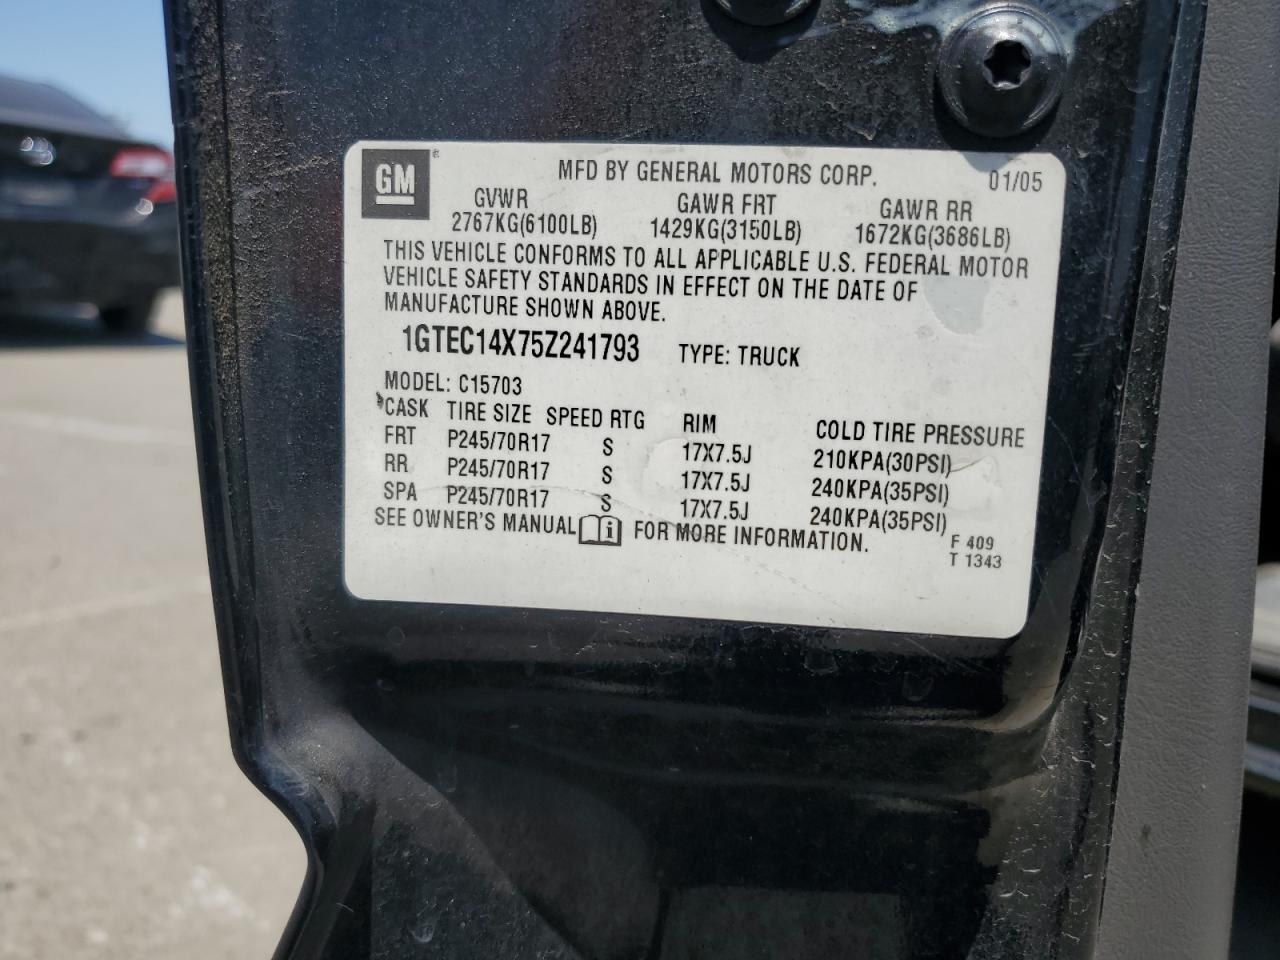 GM ® MFD BY GENERAL MOTORS CORP. 01/05
GVWR GAWR FRT GAWR RR
2767KG(6100LB) 1429KG(3150LB) 1672KG(3686LB)
THIS VEHICLE CONFORMS TO ALL APPLICABLE U.S. FEDERAL MOTOR
VEHICLE SAFETY STANDARDS IN EFFECT ON THE DATE OF
MANUFACTURE SHOWN ABOVE.
1GTEC14X75Z241793 TYPE: TRUCK
MODEL: C15703
CASK TIRE SIZE SPEED RTG RIM COLD TIRE PRESSURE
FRT P245/70R17 S 17X7.5J 210KPA(30PSI)
RR P245/70R17 S 17X7.5J 240KPA(35PSI)
SPA P245/70R17 S 17X7.5J 240KPA(35PSI)
SEE OWNER'S MANUAL i FOR MORE INFORMATION.
F 409
T 1343